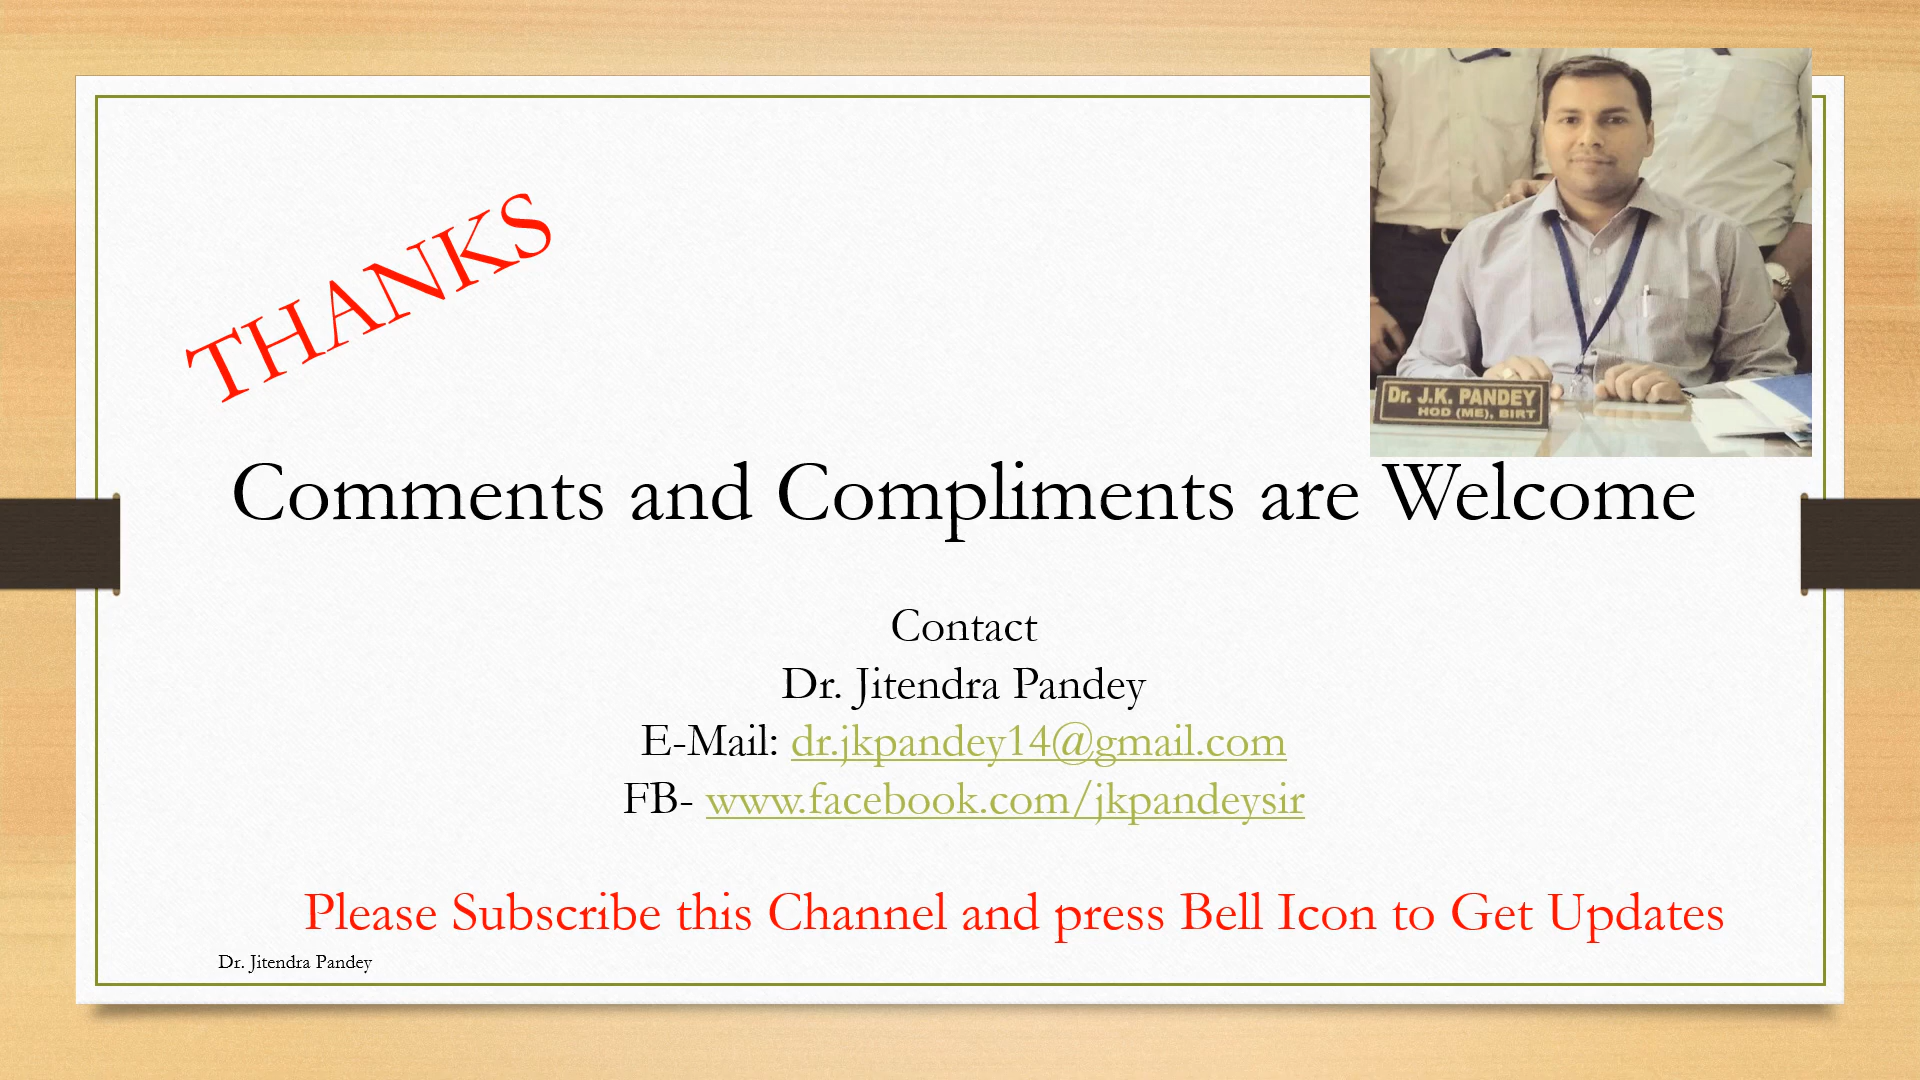 THANKS
Dr. J.K. PANDEY
HOD (ME), BIRT
Comments and Compliments are Welcome
Contact
Dr. Jitendra Pandey
E-Mail: dr.jkpandey14@gmail.com
FB- www.facebook.com/jkpandeysir
Please Subscribe this Channel and press Bell Icon to Get Updates
Dr. Jitendra Pandey